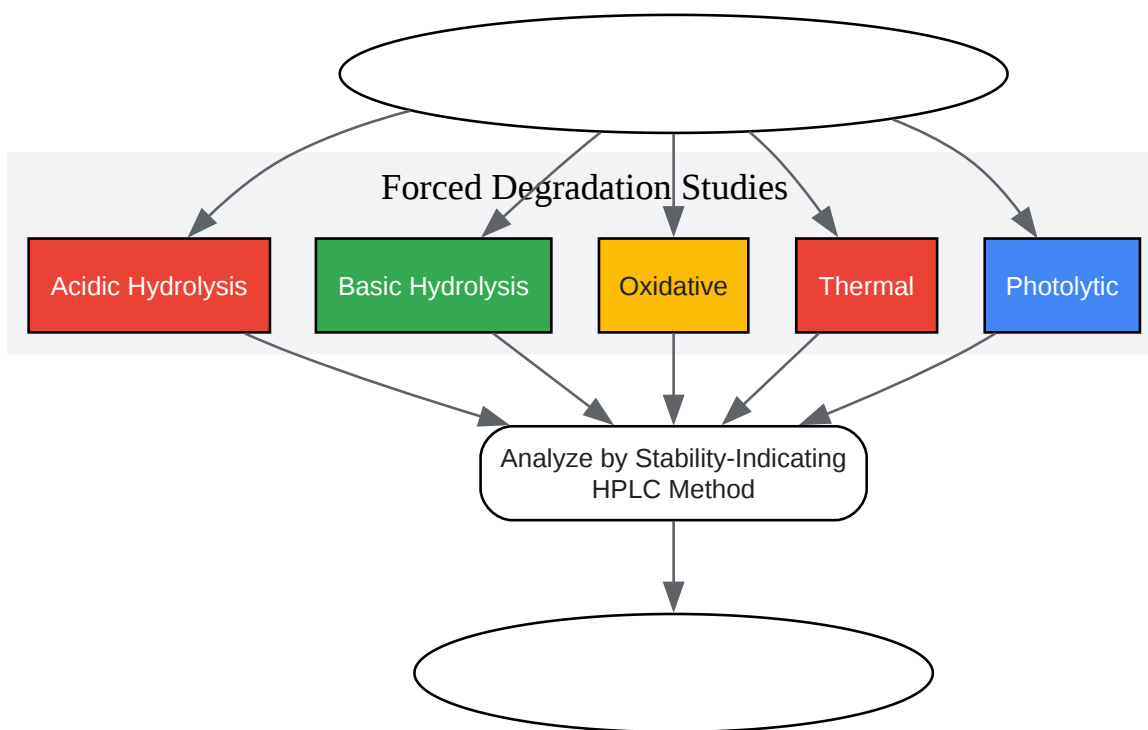 Forced Degradation Studies
Acidic Hydrolysis
Basic Hydrolysis
Oxidative
Thermal
Photolytic
Analyze by Stability-Indicating
HPLC Method